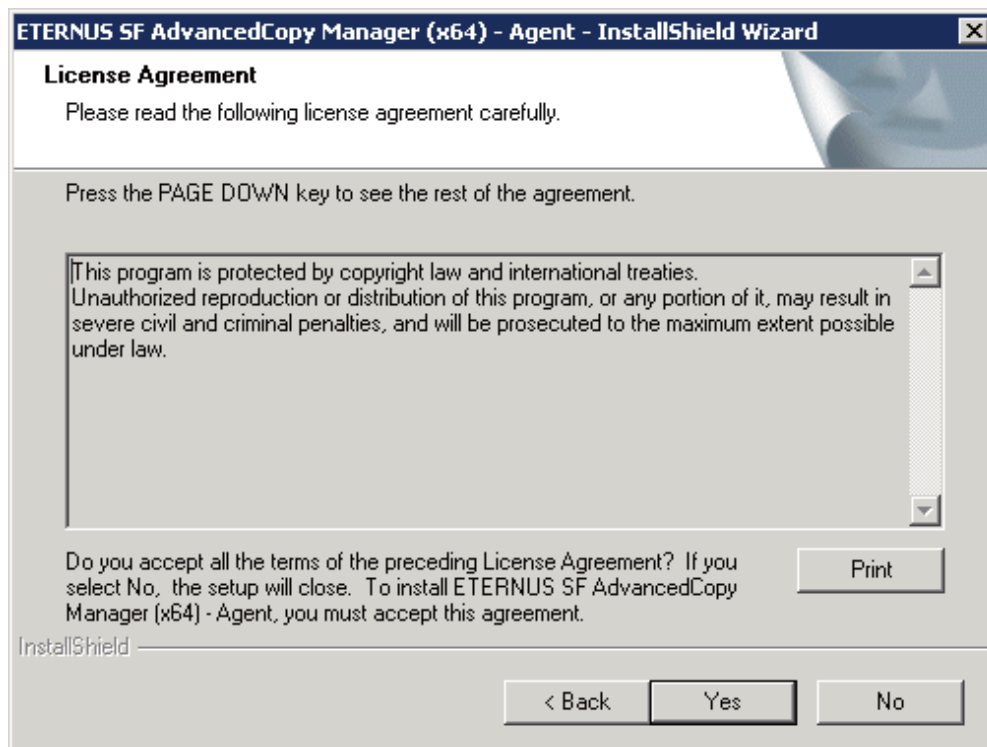 ETERNUS SF AdvancedCopy Manager (x64) - Agent - InstallShield Wizard
License Agreement
Please read the following license agreement carefully.
Press the PAGE DOWN key to see the rest of the agreement.
This program is protected by copyright law and international treaties.
Unauthorized reproduction or distribution of this program, or any portion of it, may result in
severe civil and criminal penalties, and will be prosecuted to the maximum extent possible
under law.
Do you accept all the terms of the preceding License Agreement?  If you
select No,  the setup will close.  To install ETERNUS SF AdvancedCopy
Manager (x64) - Agent, you must accept this agreement.
Print
InstallShield
< Back
Yes
No